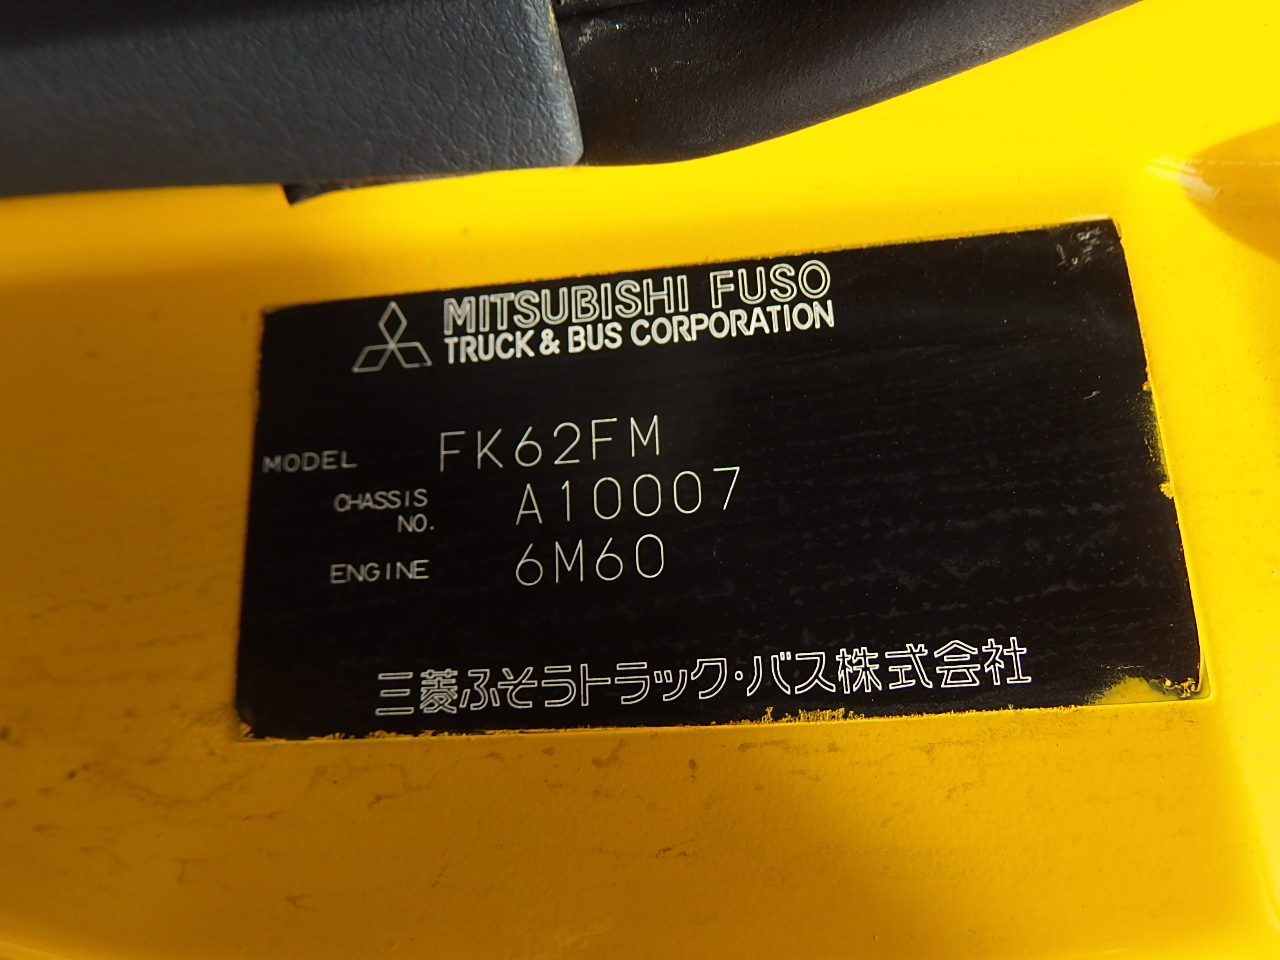 MITSUBISHI FUSO
TRUCK & BUS CORPORATION
MODEL FK62FM
CHASSIS NO. A10007
ENGINE 6M60
三菱ふそうトラック・バス株式会社